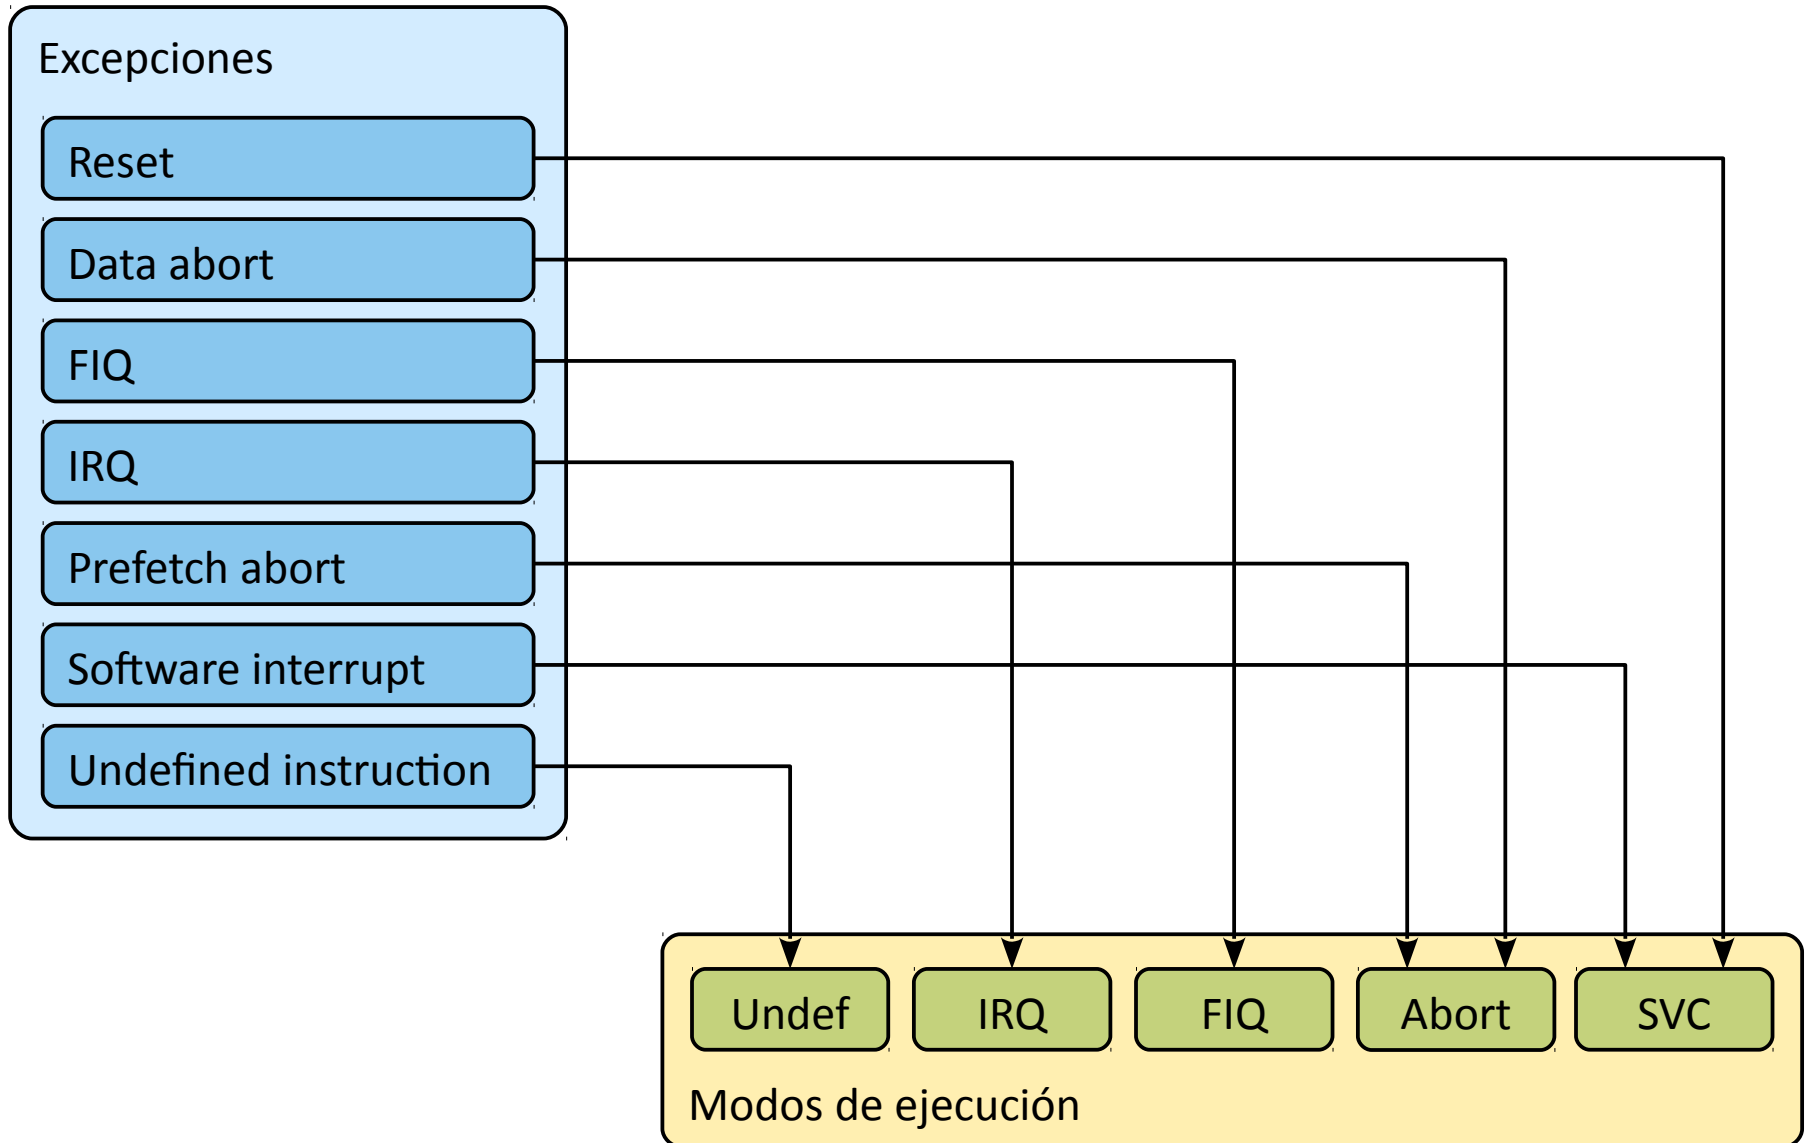 Excepciones
Reset
Data abort
FIQ
IRQ
Prefetch abort
Software interrupt
Undefined instruction
Undef
IRQ
FIQ
Abort
SVC
Modos de ejecución